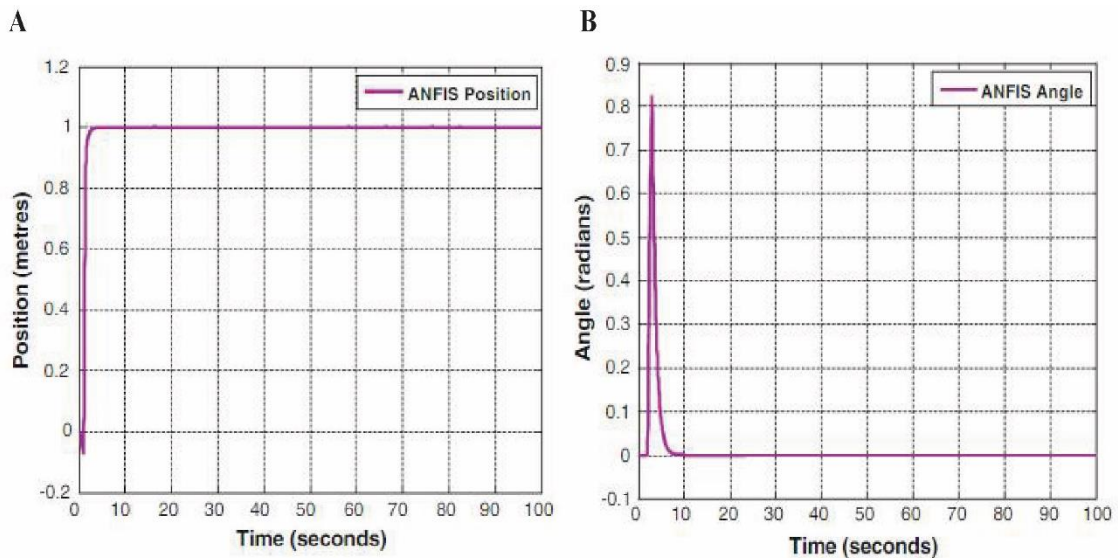 A
1.2
1
0.8
0.6
0.4
0.2
0
-0.2
Position (metres)
ANFIS Position
0 10 20 30 40 50 60 70 80 90 100
Time (seconds)
B
0.9
0.8
0.7
0.6
0.5
0.4
0.3
0.2
0.1
0
-0.1
Angle (radians)
ANFIS Angle
0 10 20 30 40 50 60 70 80 90 100
Time (seconds)